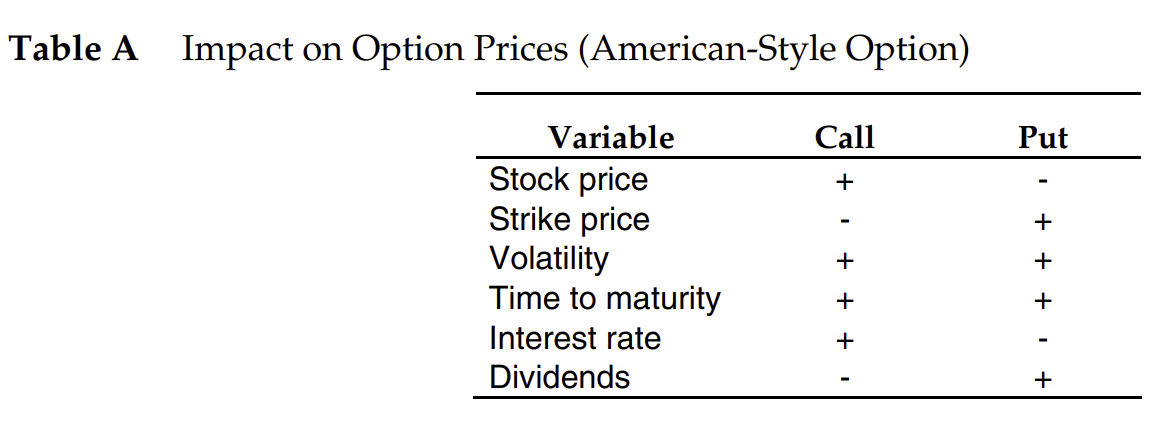 Table A Impact on Option Prices (American-Style Option)
Variable Call Put
Stock price + -
Strike price - +
Volatility + +
Time to maturity + +
Interest rate + -
Dividends - +